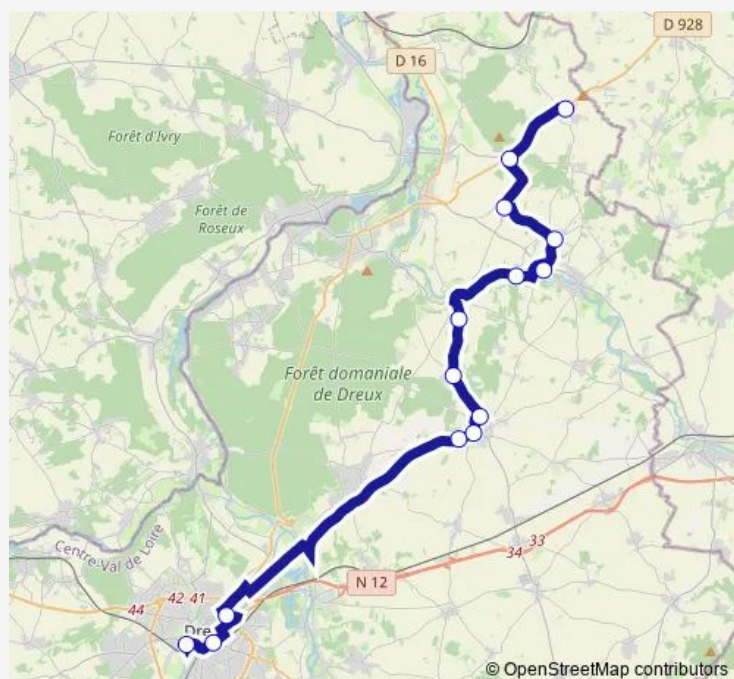 D 928
D 16
Forêt d'Ivry
Forêt de
Roseux
Forêt domaniale
de Dreux
Centre-Val de Loire
33
34
N 12
42 41
44
Dre
© OpenStreetMap contributors